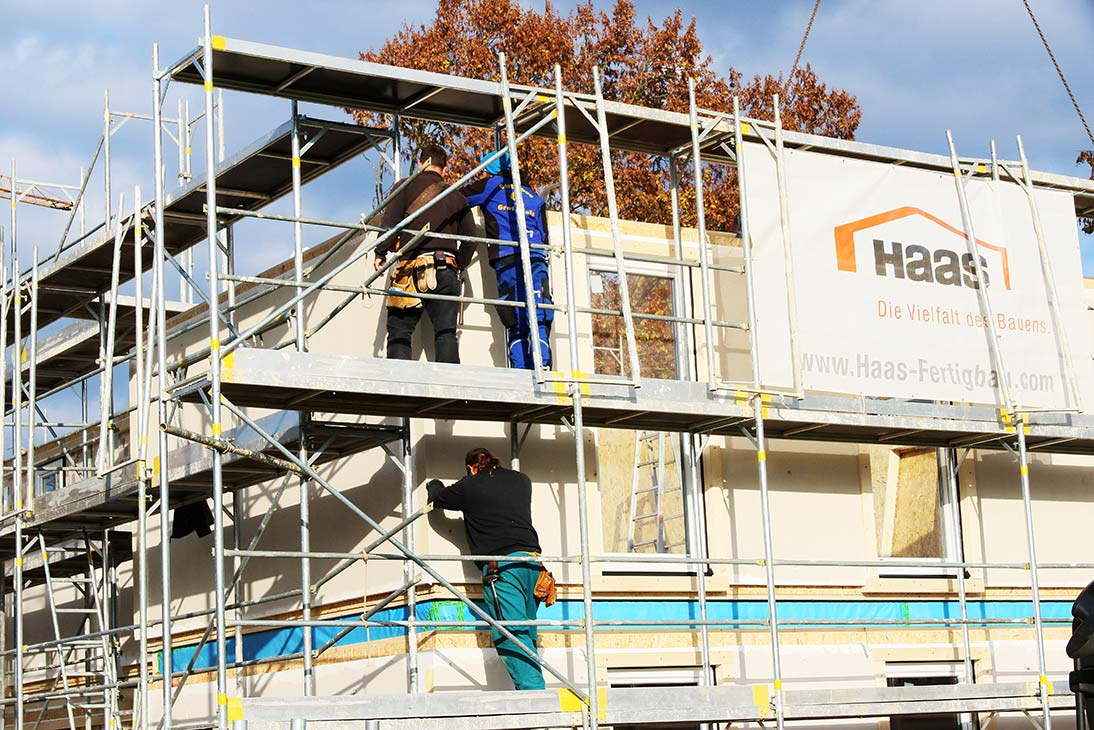 Haas
Die Vielfalt des Bauens.
www.Haas-Fertigbau.com